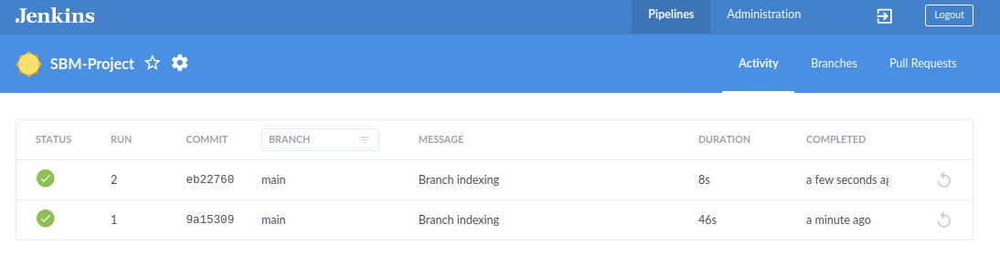 Jenkins Pipelines Administration Logout
SBM-Project Activity Branches Pull Requests
STATUS RUN COMMIT BRANCH MESSAGE DURATION COMPLETED
2 eb22760 main Branch indexing 8s a few seconds ag
1 9a15309 main Branch indexing 46s a minute ago